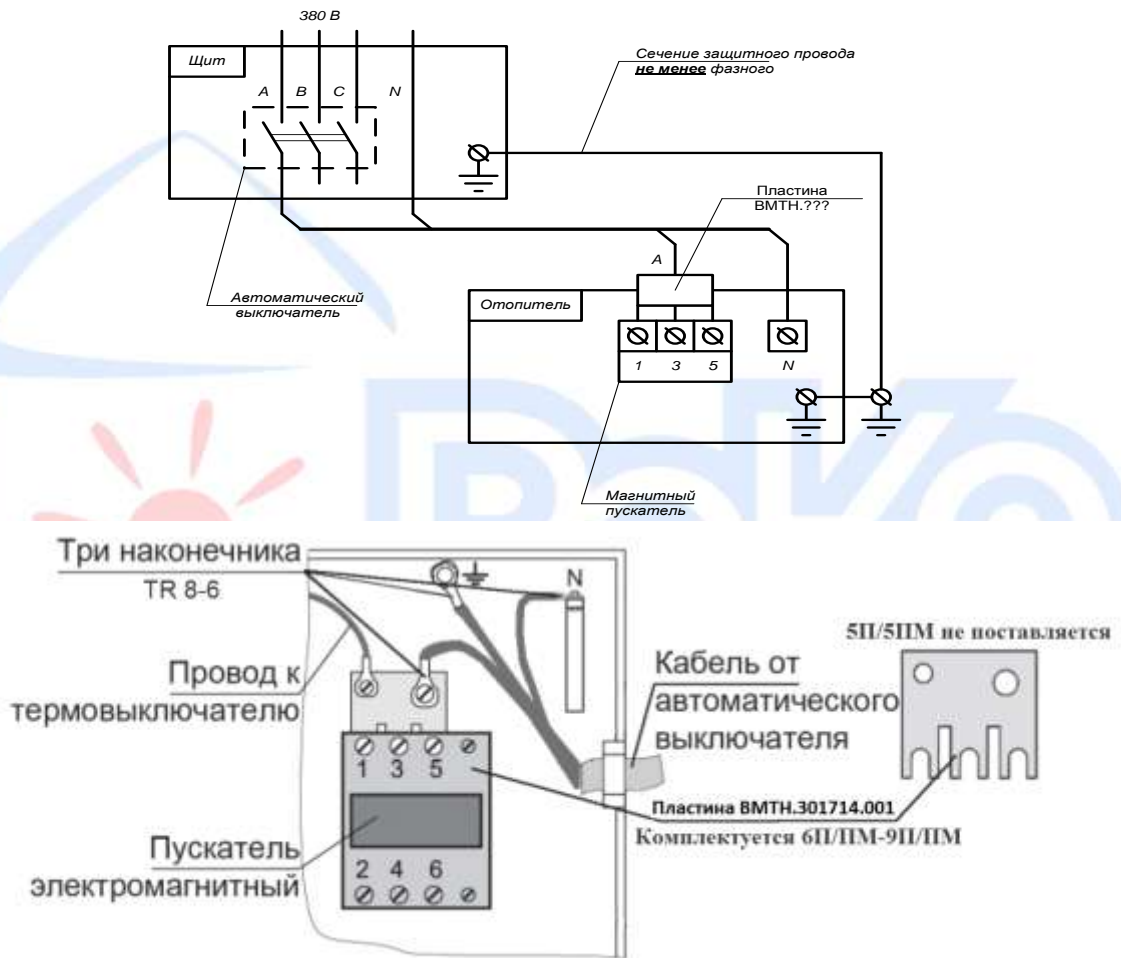 380 В
Щит
Сечение защитного провода
не менее фазного
A B C N
Пластина
ВМТН.???
A
Автоматический
выключатель
Отопитель
1 3 5 N
Магнитный
пускатель
Три наконечника
TR 8-6
N
5П/5ПМ не поставляется
Провод к
термовыключателю
Кабель от
автоматического
выключателя
1 3 5
Пластина ВМТН.301714.001
Комплектуется 6П/ПМ-9П/ПМ
Пускатель
электромагнитный
2 4 6